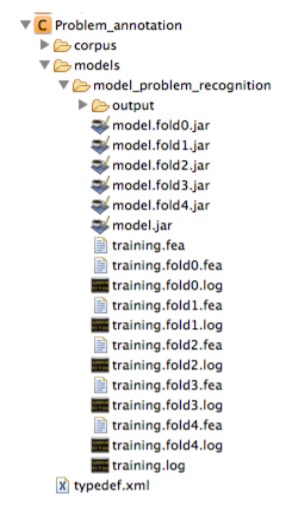 C Problem_annotation
corpus
models
model_problem_recognition
output
model.fold0.jar
model.fold1.jar
model.fold2.jar
model.fold3.jar
model.fold4.jar
model.jar
training.fea
training.fold0.fea
training.fold0.log
training.fold1.fea
training.fold1.log
training.fold2.fea
training.fold2.log
training.fold3.fea
training.fold3.log
training.fold4.fea
training.fold4.log
training.log
X typedef.xml